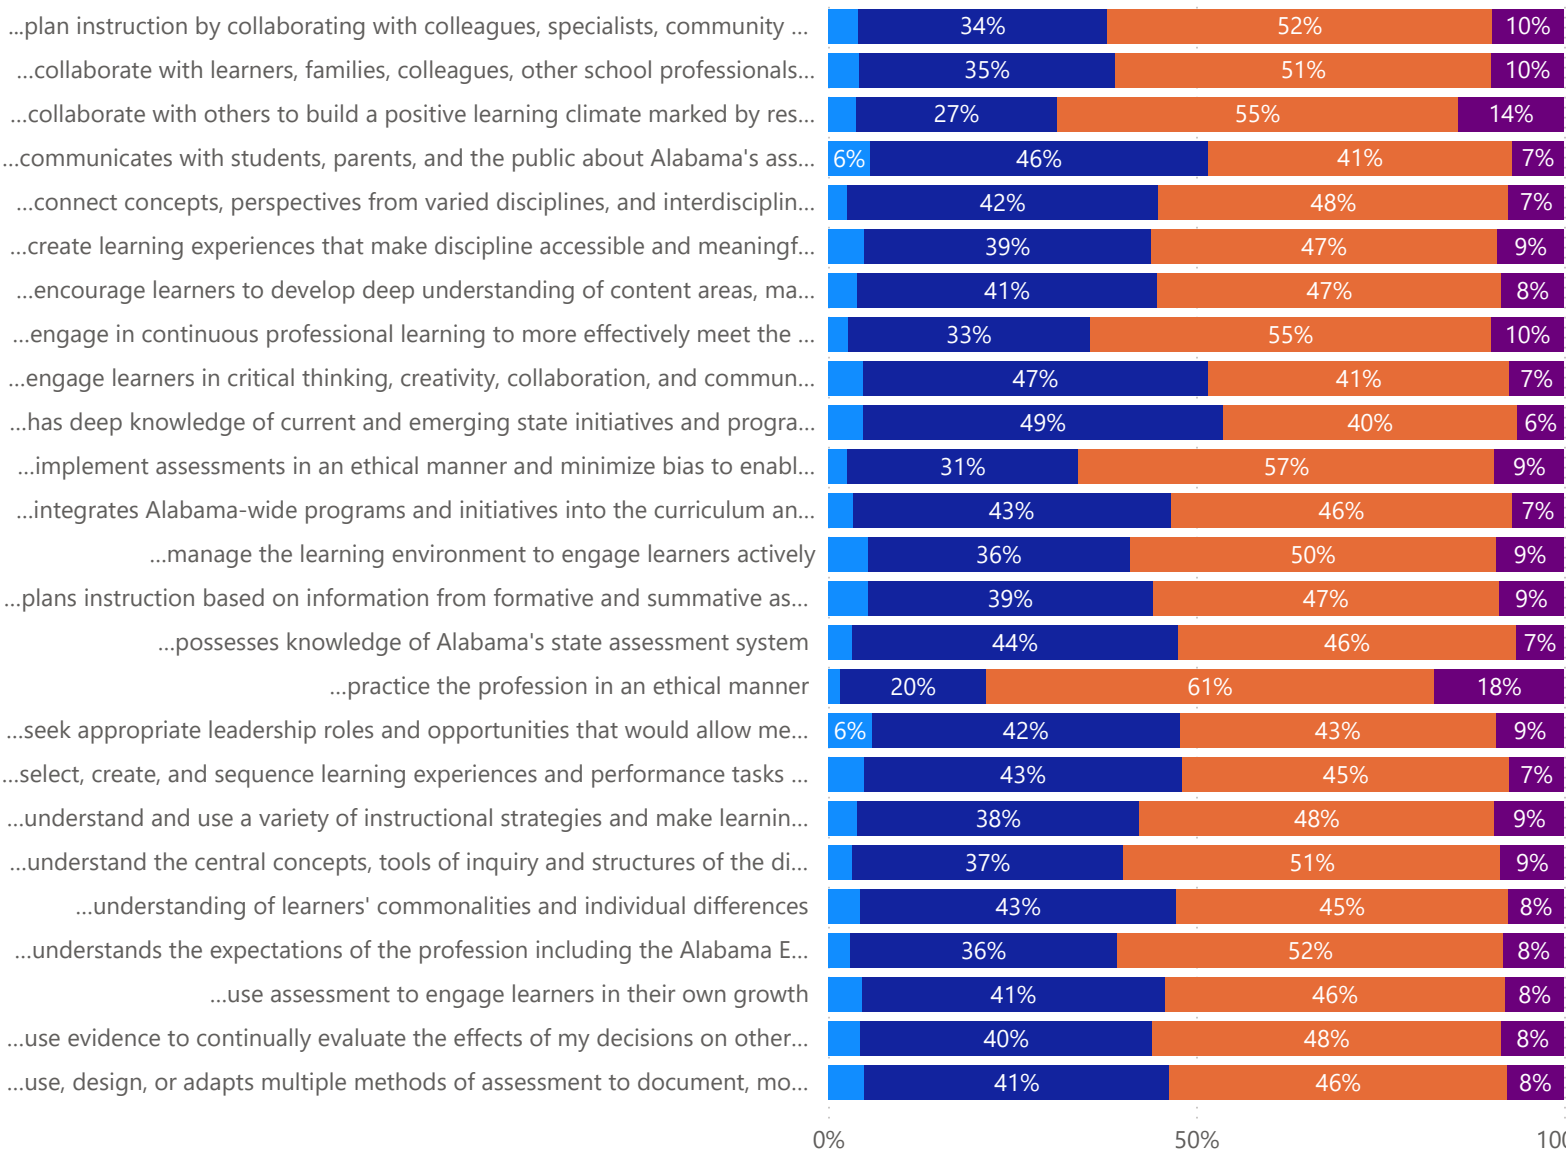 ...plan instruction by collaborating with colleagues, specialists, community ... 34% 52% 10%
...collaborate with learners, families, colleagues, other school professionals... 35% 51% 10%
...collaborate with others to build a positive learning climate marked by res... 27% 55% 14%
...communicates with students, parents, and the public about Alabama's ass... 6% 46% 41% 7%
...connect concepts, perspectives from varied disciplines, and interdisciplin... 42% 48% 7%
...create learning experiences that make discipline accessible and meaningf... 39% 47% 9%
...encourage learners to develop deep understanding of content areas, ma... 41% 47% 8%
...engage in continuous professional learning to more effectively meet the ... 33% 55% 10%
...engage learners in critical thinking, creativity, collaboration, and commun... 47% 41% 7%
...has deep knowledge of current and emerging state initiatives and progra... 49% 40% 6%
...implement assessments in an ethical manner and minimize bias to enabl... 31% 57% 9%
...integrates Alabama-wide programs and initiatives into the curriculum an... 43% 46% 7%
...manage the learning environment to engage learners actively 36% 50% 9%
...plans instruction based on information from formative and summative as... 39% 47% 9%
...possesses knowledge of Alabama's state assessment system 44% 46% 7%
...practice the profession in an ethical manner 20% 61% 18%
...seek appropriate leadership roles and opportunities that would allow me... 6% 42% 43% 9%
...select, create, and sequence learning experiences and performance tasks ... 43% 45% 7%
...understand and use a variety of instructional strategies and make learnin... 38% 48% 9%
...understand the central concepts, tools of inquiry and structures of the di... 37% 51% 9%
...understanding of learners' commonalities and individual differences 43% 45% 8%
...understands the expectations of the profession including the Alabama E... 36% 52% 8%
...use assessment to engage learners in their own growth 41% 46% 8%
...use evidence to continually evaluate the effects of my decisions on other... 40% 48% 8%
...use, design, or adapts multiple methods of assessment to document, mo... 41% 46% 8%
0% 50% 100